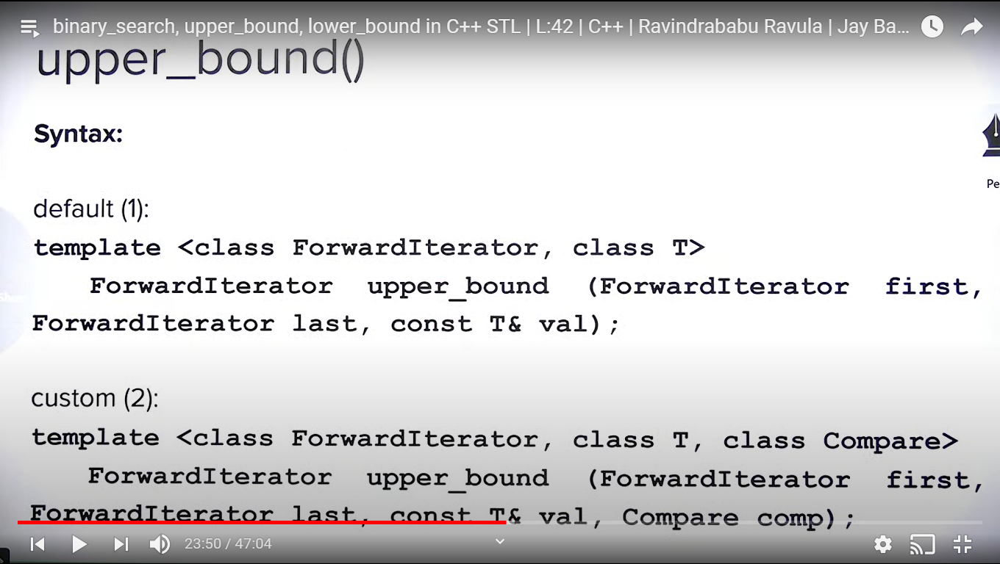 binary_search, upper_bound, lower_bound in C++ STL | L:42 | C++ | Ravindrababu Ravula | Jay Ba...
upper_bound()
Syntax:
Pe
default (1):
template <class ForwardIterator, class T>
ForwardIterator upper_bound (ForwardIterator first,
ForwardIterator last, const T& val);
custom (2):
template <class ForwardIterator, class T, class Compare>
ForwardIterator upper_bound (ForwardIterator first,
ForwardIterator last, const T& val, Compare comp);
23:50 / 47:04